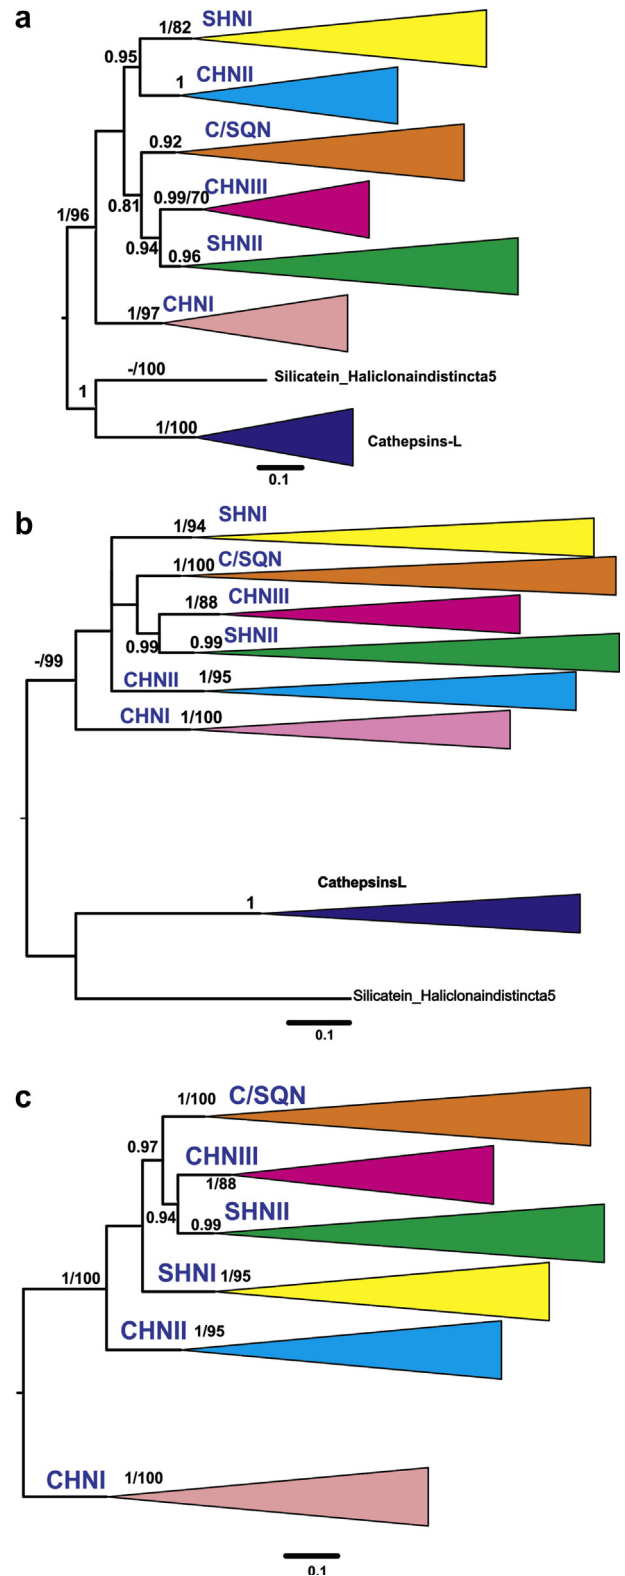 a
SHNI
1/82
0.95
CHNII
1
C/SQN
0.92
CHNIII
0.99/70
0.81
1/96
SHNII
0.94
0.96
CHNI
1/97
-/100
Silicatein_Haliclonaindistincta5
1
1/100
Cathepsins-L
0.1
b
SHNI
1/94
C/SQN
1/100
CHNIII
1/88
SHNII
0.99
0.99
-/99
CHNII
1/95
CHNI
1/100
CathepsinsL
1
Silicatein_Haliclonaindistincta5
0.1
c
C/SQN
1/100
0.97
CHNIII
1/88
SHNII
0.94
0.99
SHNI
1/95
1/100
CHNII
1/95
CHNI
1/100
0.1